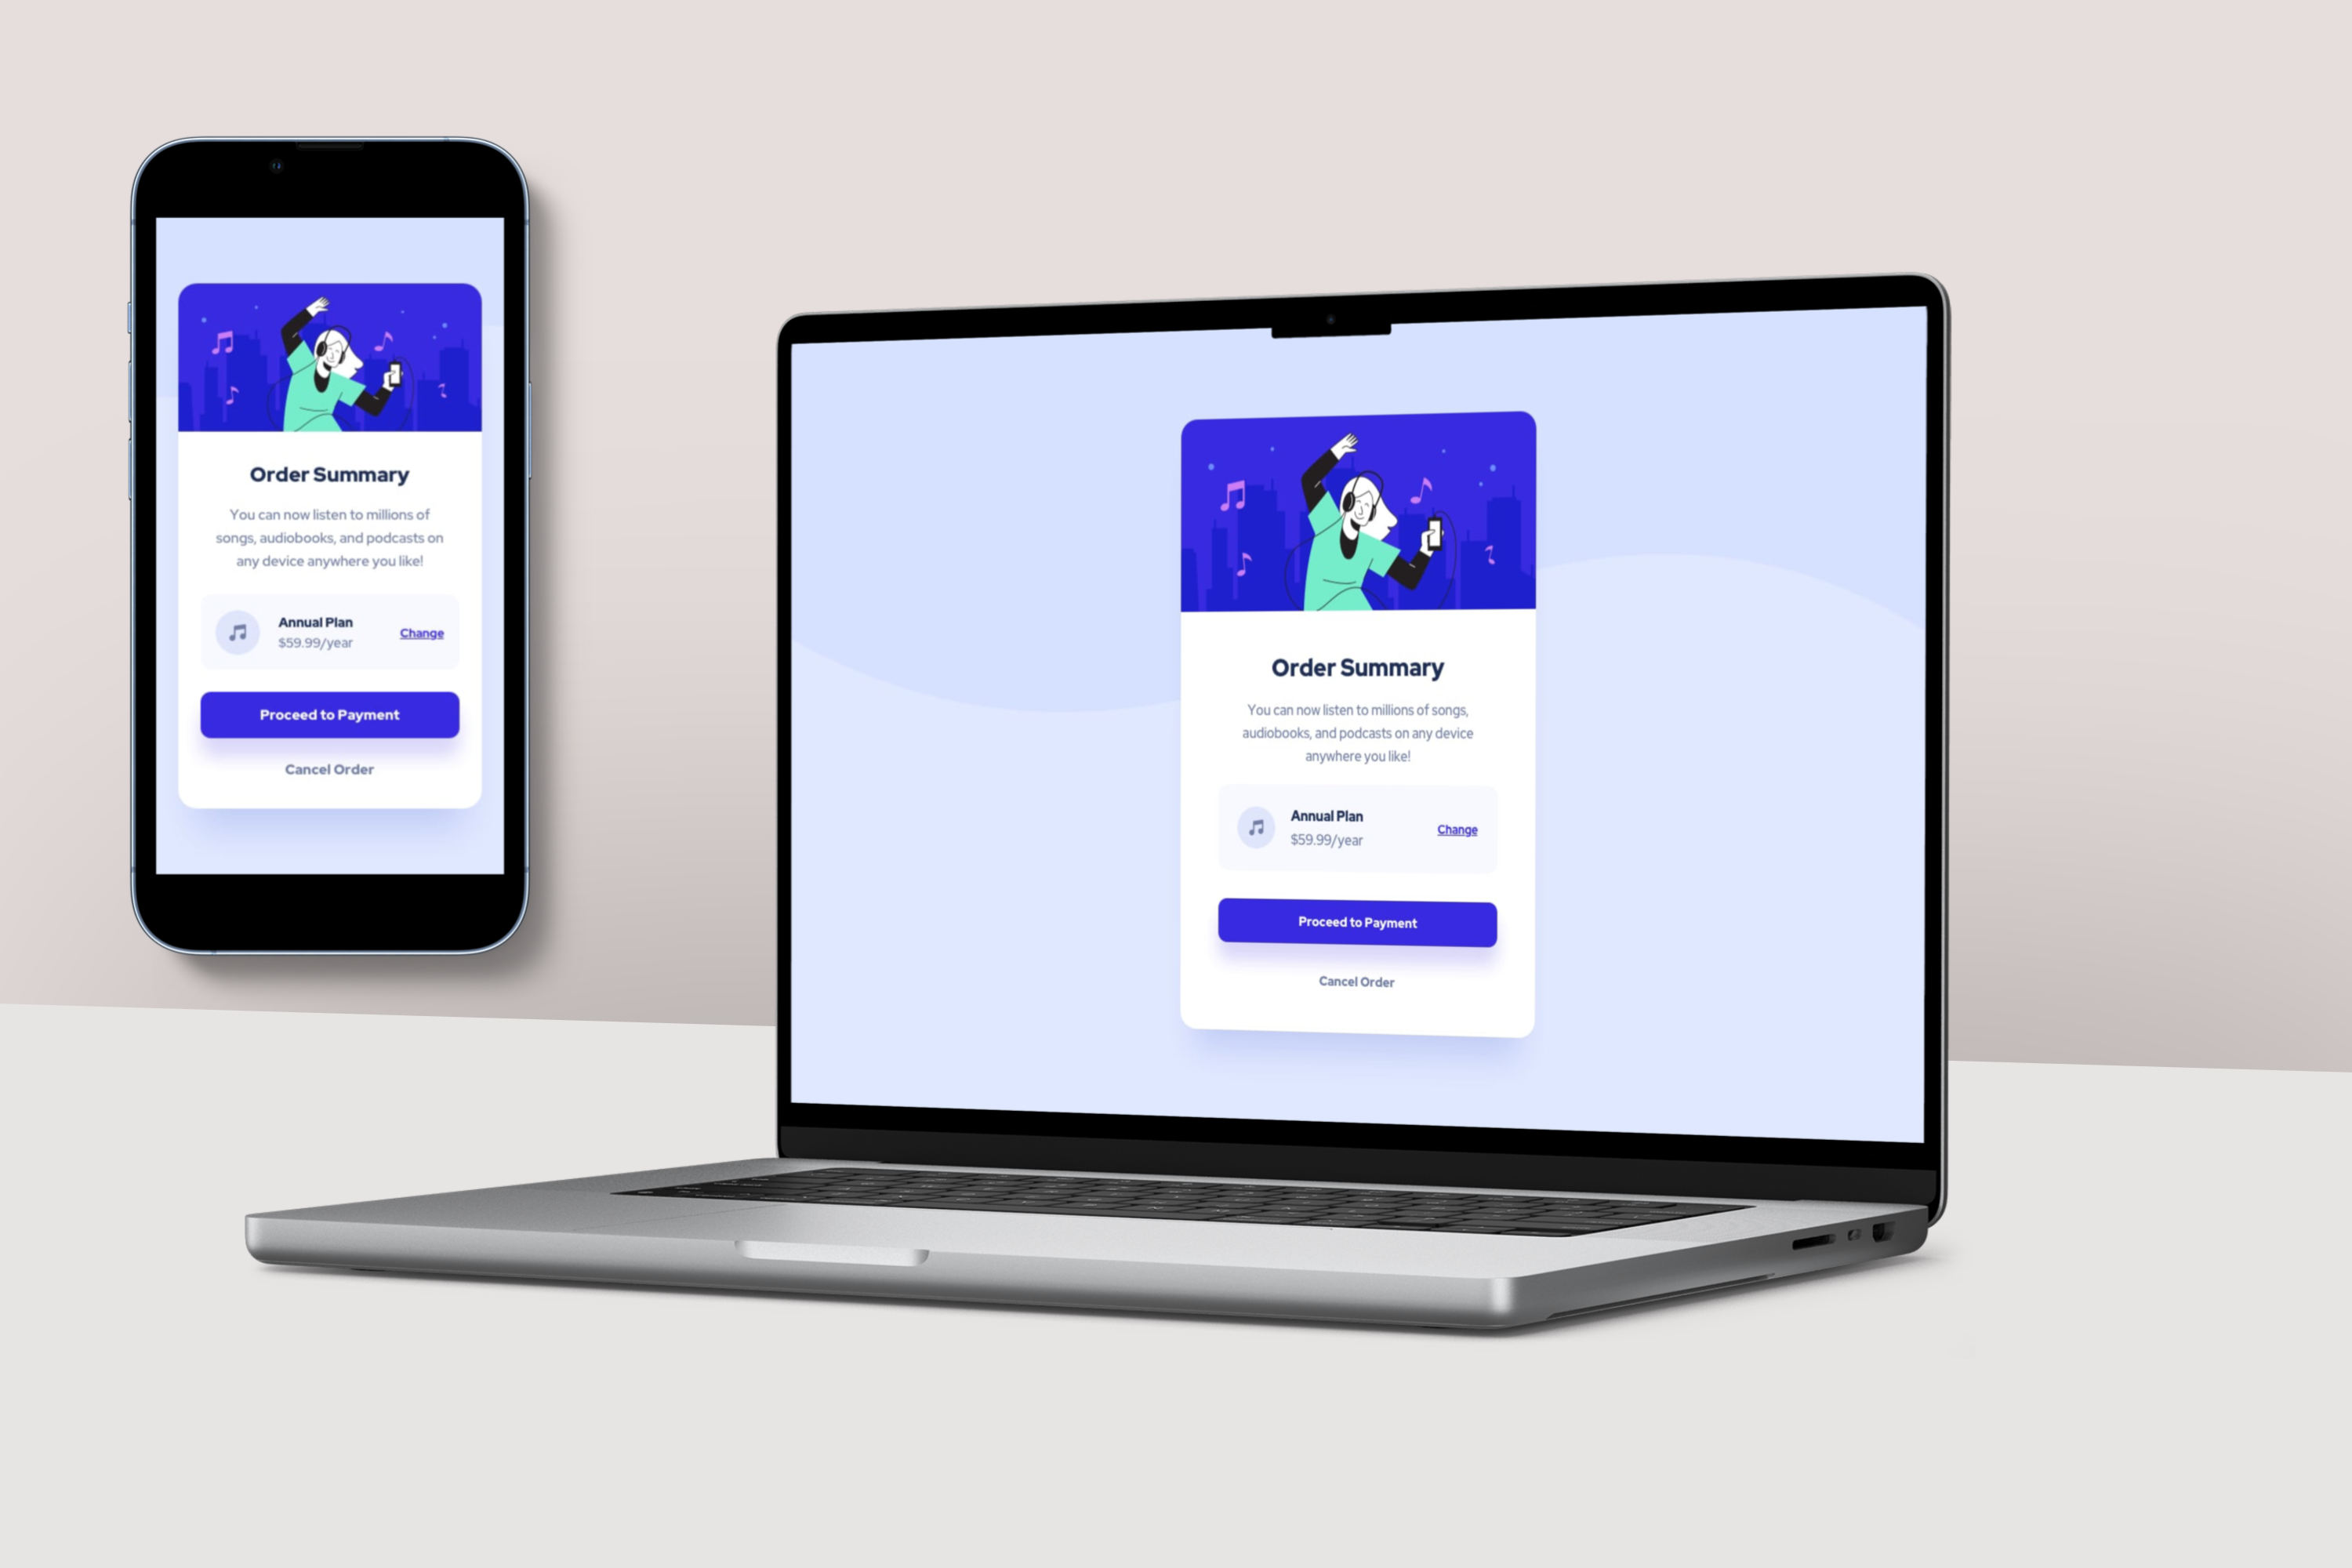 Order Summary
You can now listen to millions of
songs, audiobooks, and podcasts on
any device anywhere you like!
Annual Plan
$59.99/year
Change
Proceed to Payment
Cancel Order
Order Summary
You can now listen to millions of songs,
audiobooks, and podcasts on any device
anywhere you like!
Annual Plan
$59.99/year
Change
Proceed to Payment
Cancel Order